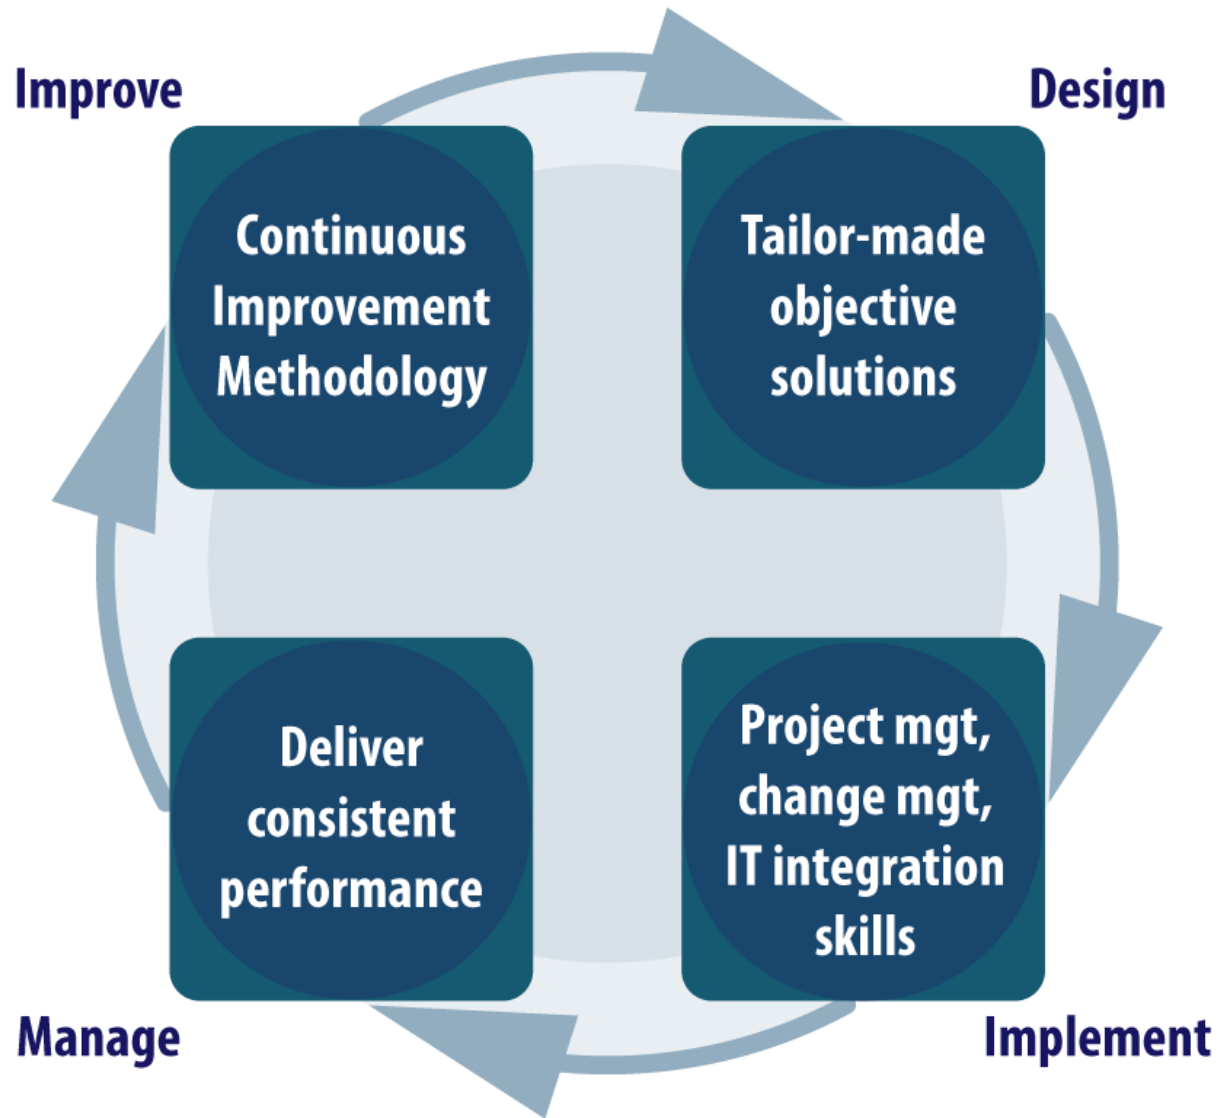 Improve
Design
Continuous
Improvement
Methodology
Tailor-made
objective
solutions
Deliver
consistent
performance
Project mgt,
change mgt,
IT integration
skills
Manage
Implement